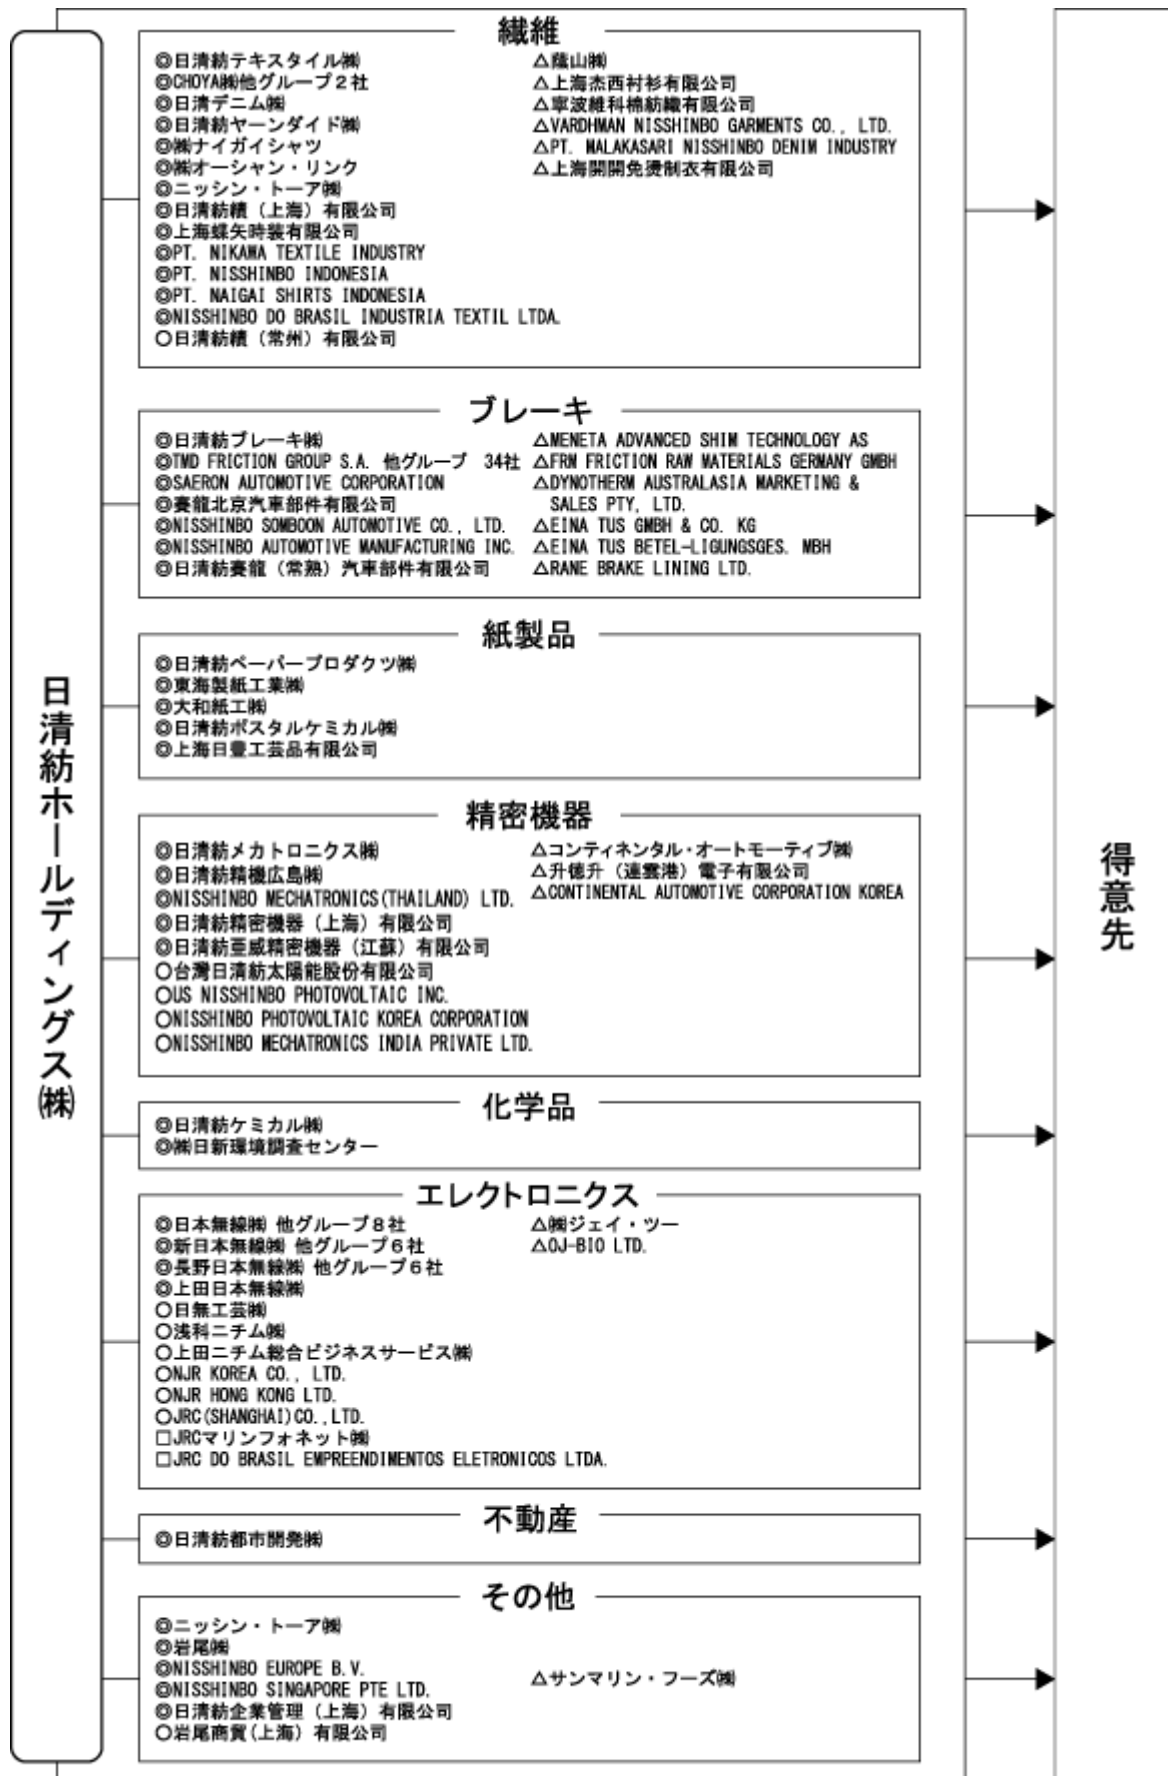 日清紡ホールディングス㈱
繊維
◎日清紡テキスタイル㈱
◎CHOYA㈱他グループ2社
◎日清デニム㈱
◎日清紡ヤーンダイド㈱
◎㈱ナイガイシャツ
◎㈱オーシャン・リンク
◎ニッシン・トーア㈱
◎日清紡績（上海）有限公司
◎上海蝶矢時装有限公司
◎PT. NIKAWA TEXTILE INDUSTRY
◎PT. NISSHINBO INDONESIA
◎PT. NAIGAI SHIRTS INDONESIA
◎NISSHINBO DO BRASIL INDUSTRIA TEXTIL LTDA.
○日清紡績（常州）有限公司
△蔭山㈱
△上海杰西衬衫有限公司
△寧波維科棉紡織有限公司
△VARDHMAN NISSHINBO GARMENTS CO., LTD.
△PT. MALAKASARI NISSHINBO DENIM INDUSTRY
△上海開開免燙制衣有限公司
ブレーキ
◎日清紡ブレーキ㈱
◎TMD FRICTION GROUP S.A. 他グループ 34社
◎SAERON AUTOMOTIVE CORPORATION
◎賽龍北京汽車部件有限公司
◎NISSHINBO SOMBOON AUTOMOTIVE CO., LTD.
◎NISSHINBO AUTOMOTIVE MANUFACTURING INC.
◎日清紡賽龍（常熟）汽車部件有限公司
△MENETA ADVANCED SHIM TECHNOLOGY AS
△FRM FRICTION RAW MATERIALS GERMANY GMBH
△DYNOTHERM AUSTRALASIA MARKETING &
SALES PTY, LTD.
△EINA TUS GMBH & CO. KG
△EINA TUS BETEL-LIGUNGSGES. MBH
△RANE BRAKE LINING LTD.
紙製品
◎日清紡ペーパープロダクツ㈱
◎東海製紙工業㈱
◎大和紙工㈱
◎日清紡ポスタルケミカル㈱
◎上海日豊工芸品有限公司
精密機器
◎日清紡メカトロニクス㈱
◎日清紡精機広島㈱
◎NISSHINBO MECHATRONICS(THAILAND) LTD.
◎日清紡精密機器（上海）有限公司
◎日清紡亜威精密機器（江蘇）有限公司
○台灣日清紡太陽能股份有限公司
○US NISSHINBO PHOTOVOLTAIC INC.
○NISSHINBO PHOTOVOLTAIC KOREA CORPORATION
○NISSHINBO MECHATRONICS INDIA PRIVATE LTD.
△コンティネンタル・オートモーティブ㈱
△升徳升（連雲港）電子有限公司
△CONTINENTAL AUTOMOTIVE CORPORATION KOREA
化学品
◎日清紡ケミカル㈱
◎㈱日新環境調査センター
エレクトロニクス
◎日本無線㈱ 他グループ8社
◎新日本無線㈱ 他グループ6社
◎長野日本無線㈱ 他グループ6社
◎上田日本無線㈱
○日無工芸㈱
○浅科ニチム㈱
○上田ニチム総合ビジネスサービス㈱
○NJR KOREA CO., LTD.
○NJR HONG KONG LTD.
○JRC(SHANGHAI)CO.,LTD.
□JRCマリンフォネット㈱
□JRC DO BRASIL EMPREENDIMENTOS ELETRONICOS LTDA.
△㈱ジェイ・ツー
△OJ-BIO LTD.
不動産
◎日清紡都市開発㈱
その他
◎ニッシン・トーア㈱
◎岩尾㈱
◎NISSHINBO EUROPE B.V.
◎NISSHINBO SINGAPORE PTE LTD.
◎日清紡企業管理（上海）有限公司
○岩尾商貿(上海) 有限公司
△サンマリン・フーズ㈱
得意先